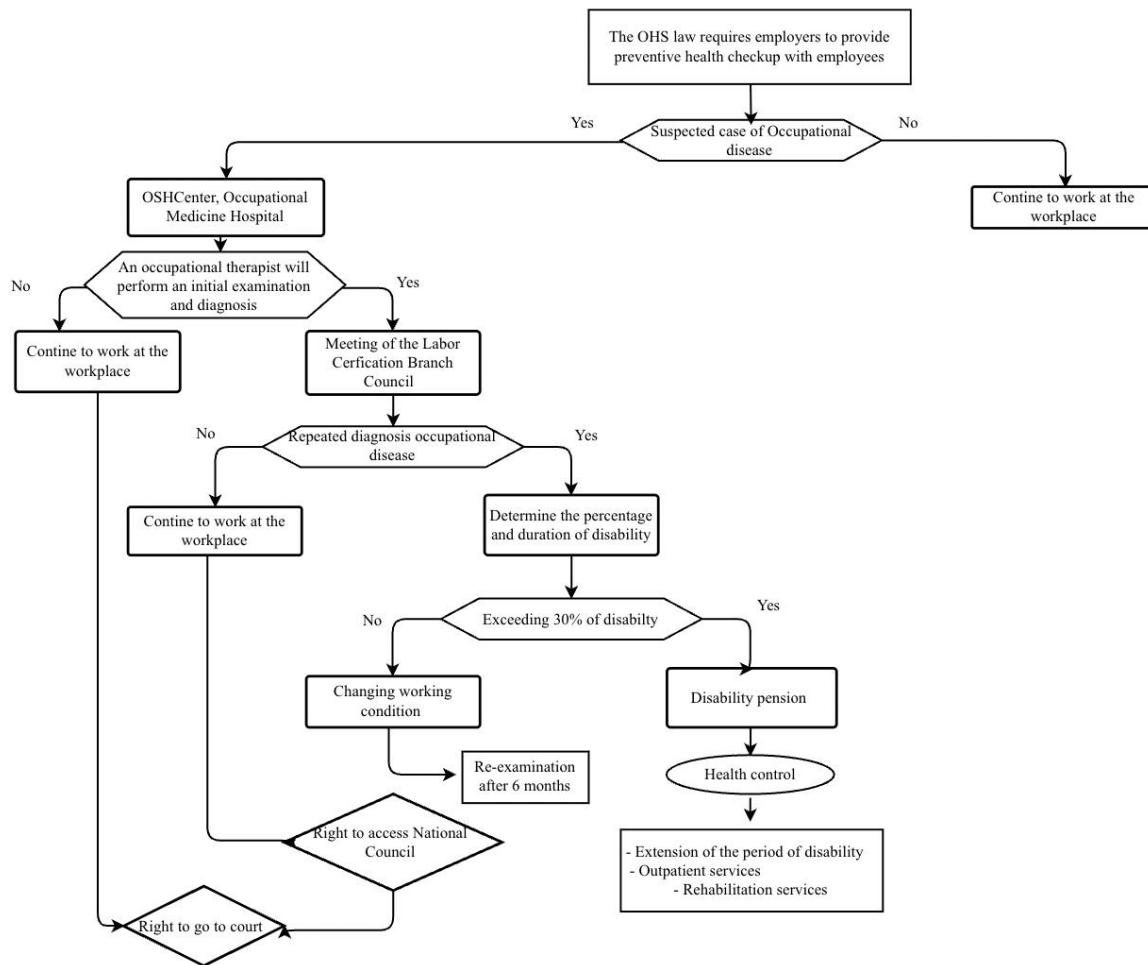 The OHS law requires employers to provide
preventive health checkup with employees
Yes
No
Suspected case of Occupational
disease
OSHCenter, Occupational
Medicine Hospital
Contine to work at the
workplace
An occupational therapist will
perform an initial examination
and diagnosis
No
Yes
Contine to work at the
workplace
Meeting of the Labor
Cerfication Branch
Council
No
Repeated diagnosis occupational
disease
Yes
Contine to work at the
workplace
Determine the percentage
and duration of disability
No
Exceeding 30% of disabilty
Yes
Changing working
condition
Disability pension
Re-examination
after 6 months
Health control
Right to access National
Council
- Extension of the period of disability
- Outpatient services
- Rehabilitation services
Right to go to court